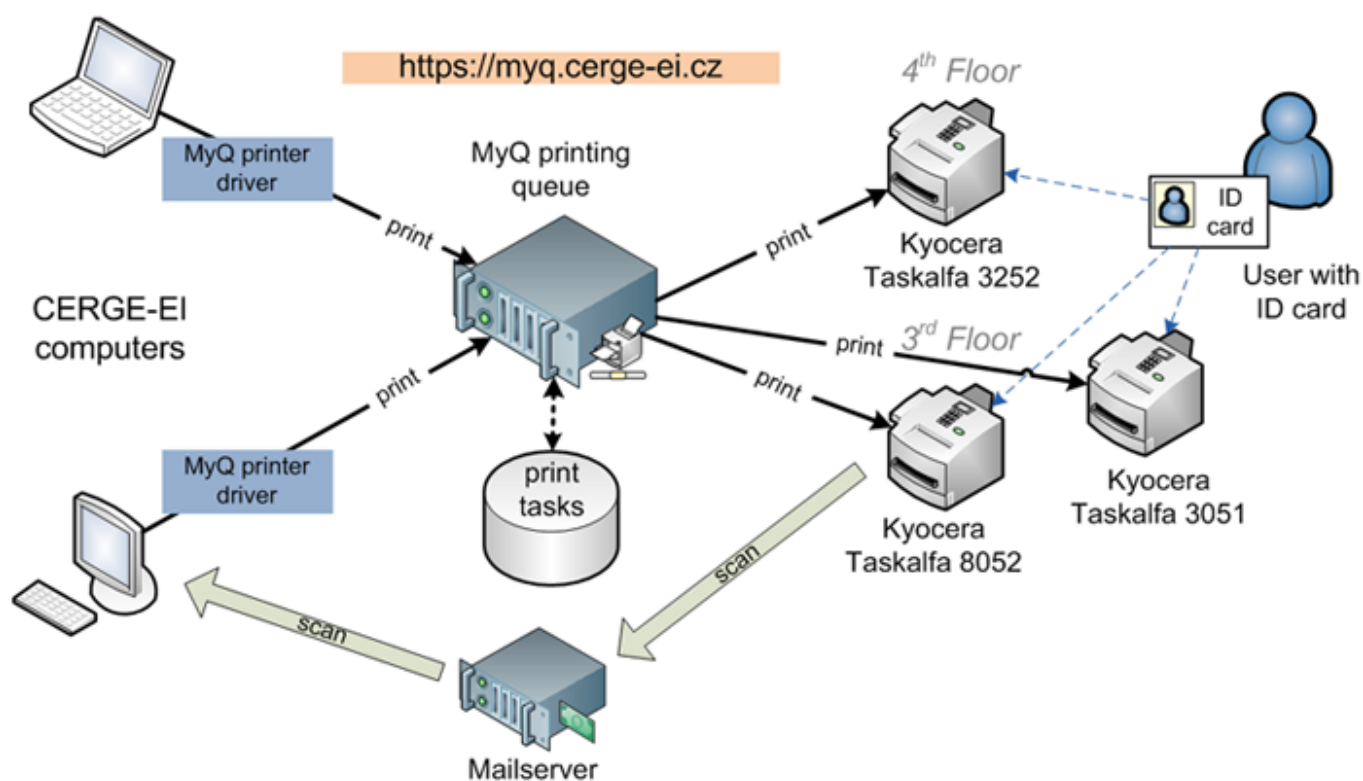 https://myq.cerge-ei.cz
4th Floor
MyQ printer
driver
MyQ printing
queue
ID
card
print
print
Kyocera
Taskalfa 3252
User with
ID card
CERGE-EI
computers
3rd Floor
print
print
print
MyQ printer
driver
print
tasks
Kyocera
Taskalfa 3051
Kyocera
Taskalfa 8052
scan
scan
Mailserver